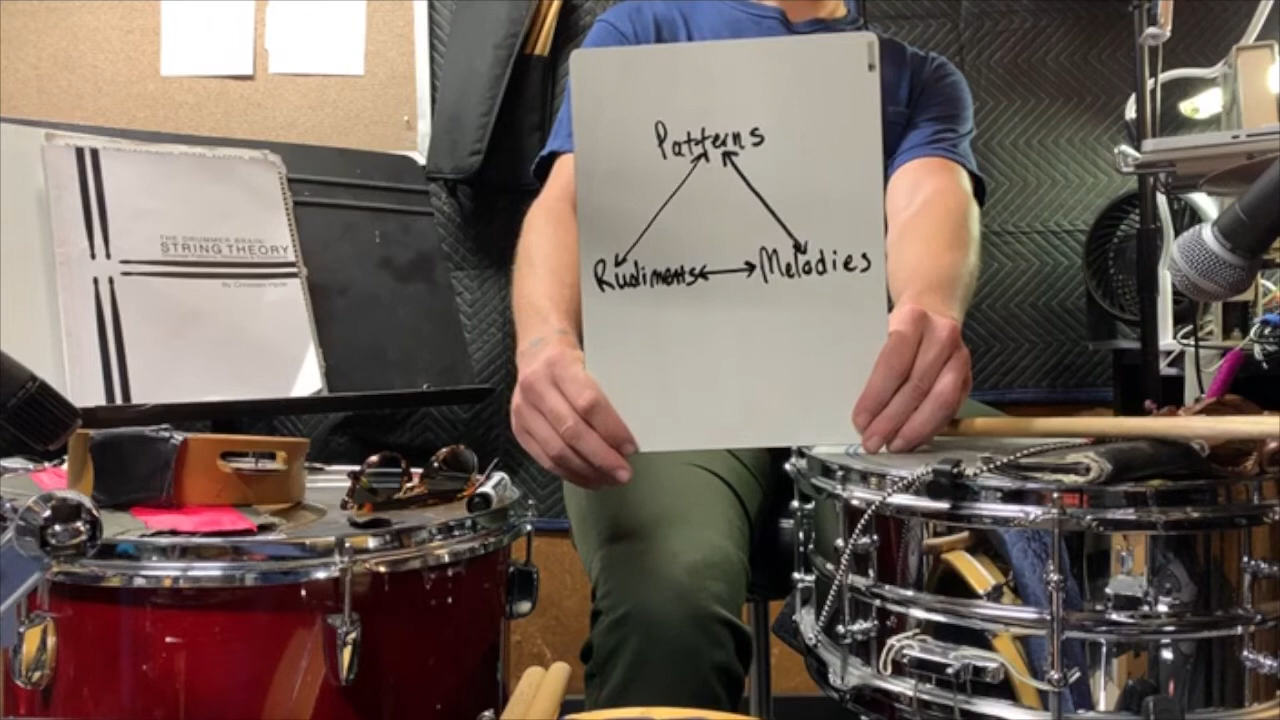 Patterns
Rudiments Melodies
THE DRUMMER BRAIN:
STRING THEORY